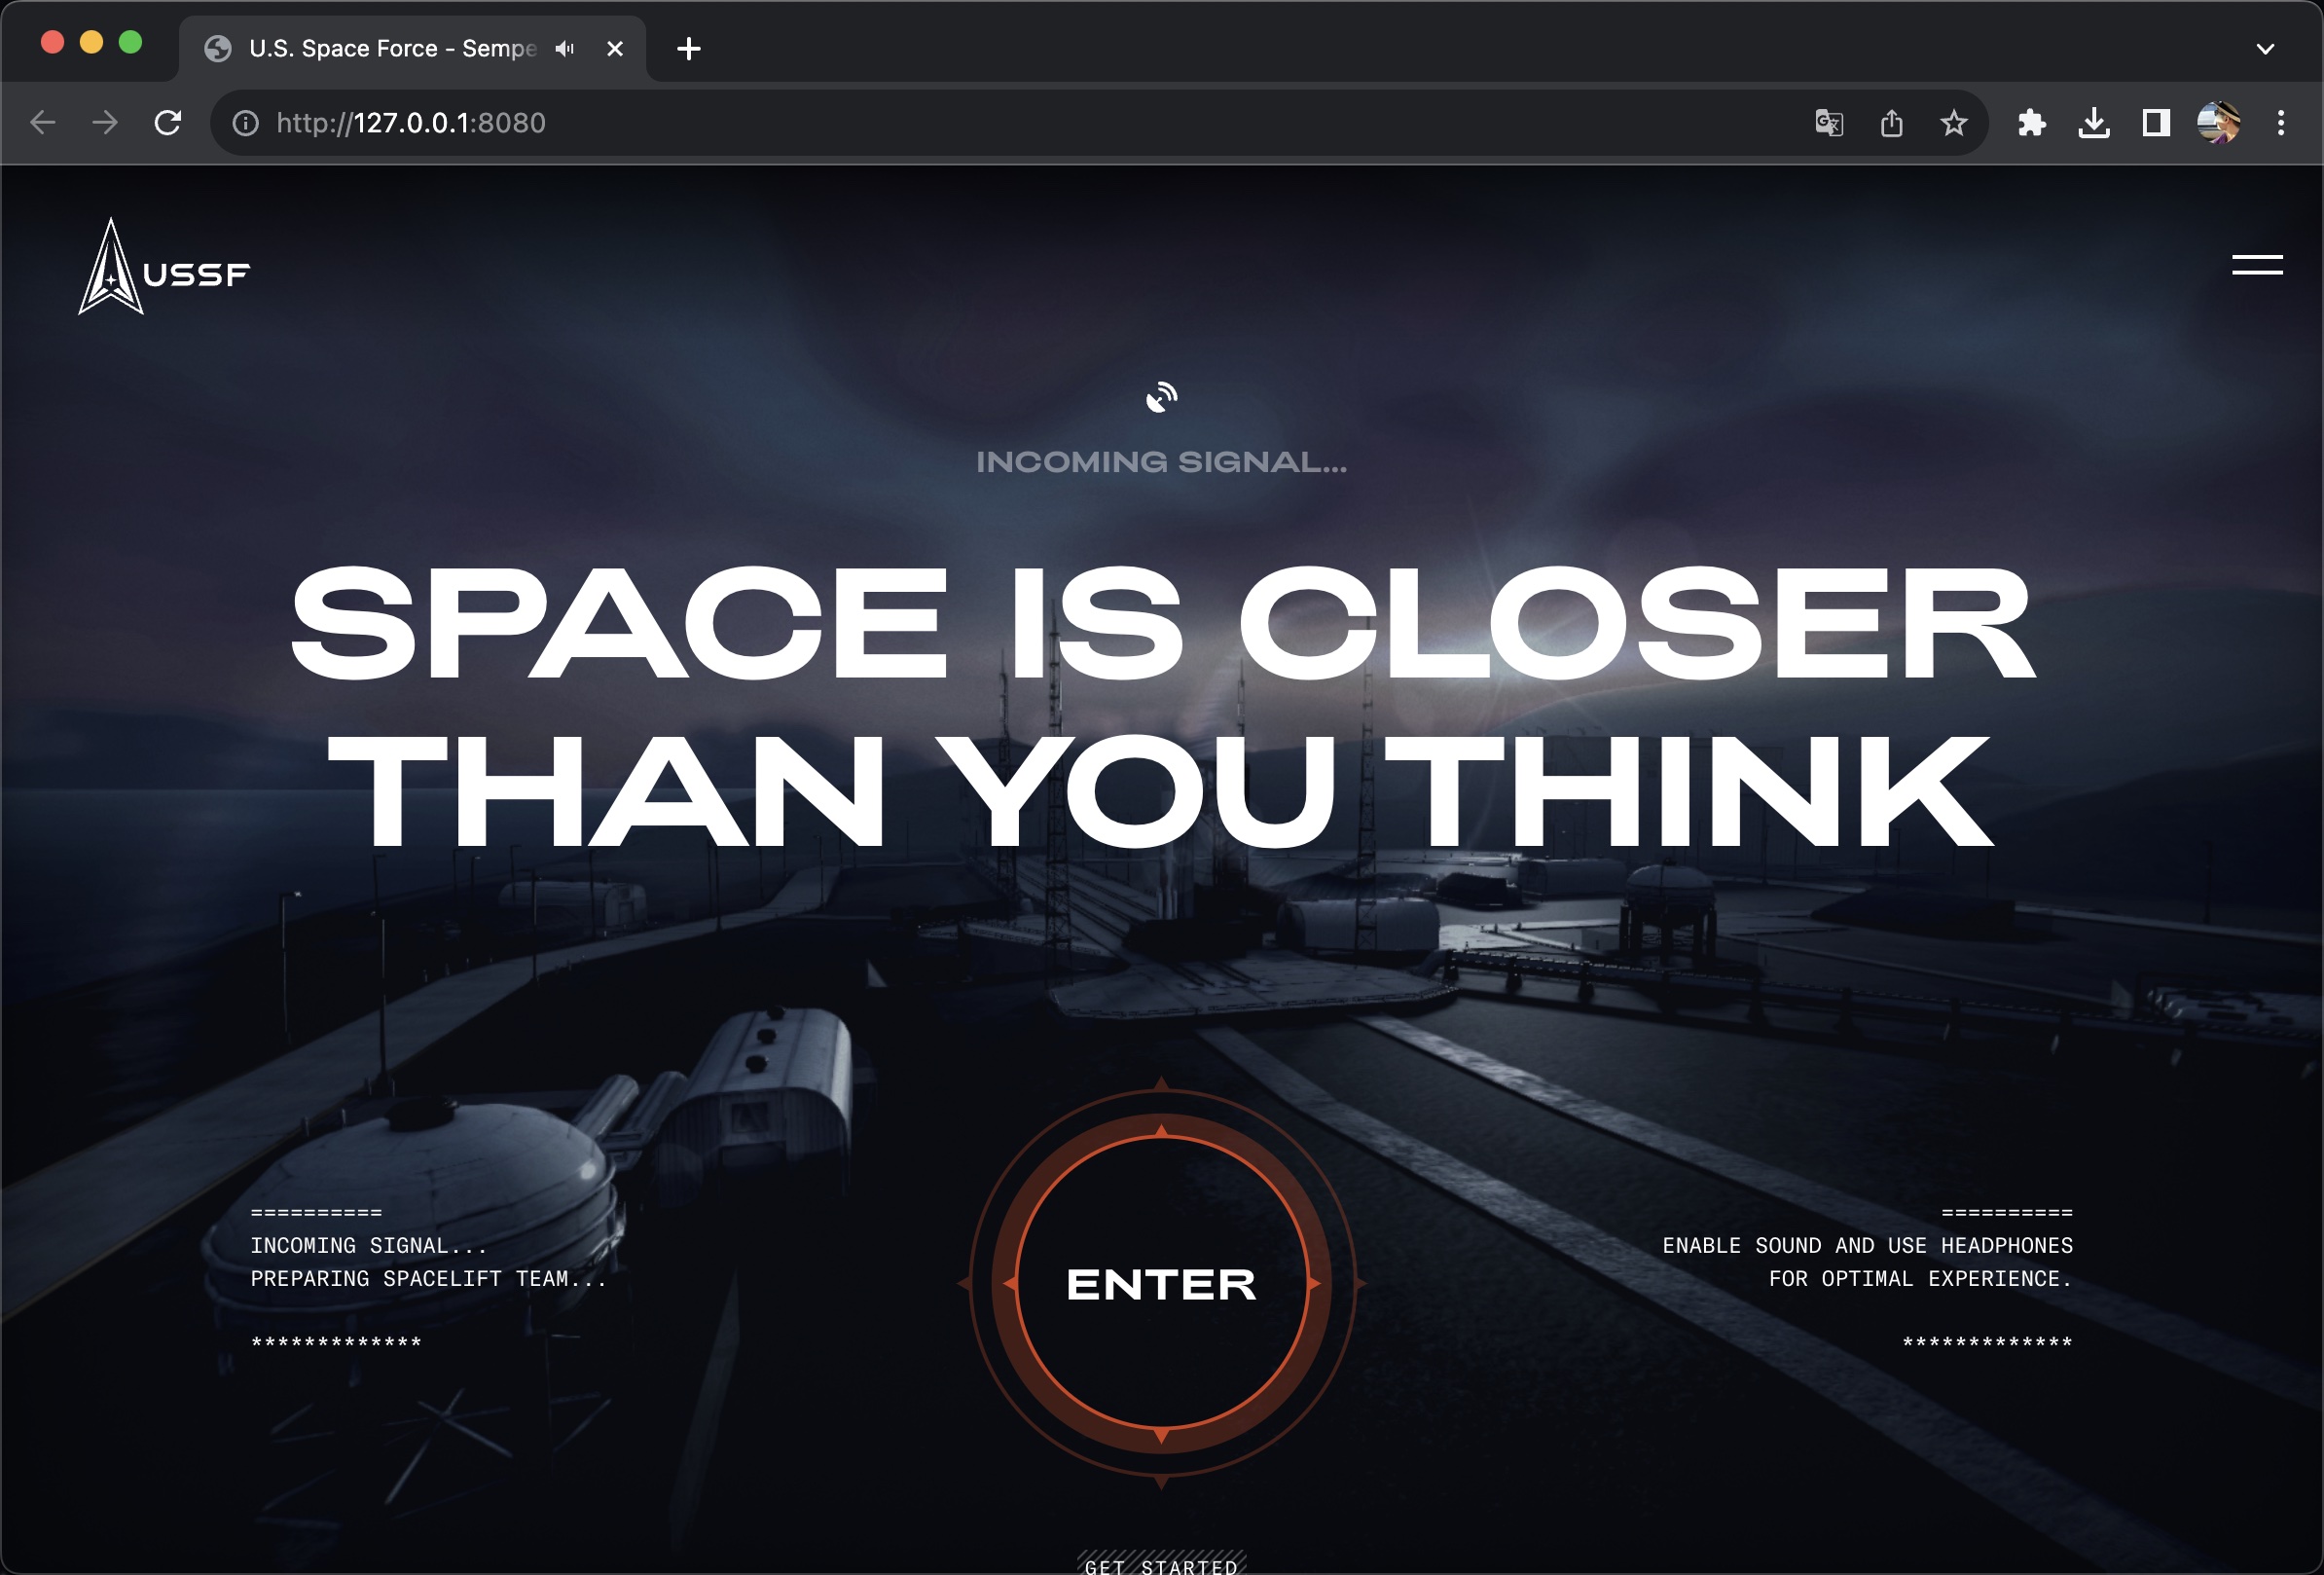 U.S. Space Force - Sempe
http://127.0.0.1:8080
USSF
INCOMING SIGNAL...
SPACE IS CLOSER
THAN YOU THINK
==========
INCOMING SIGNAL...
PREPARING SPACELIFT TEAM...
*************
ENTER
==========
ENABLE SOUND AND USE HEADPHONES
FOR OPTIMAL EXPERIENCE.
*************
GET STARTED